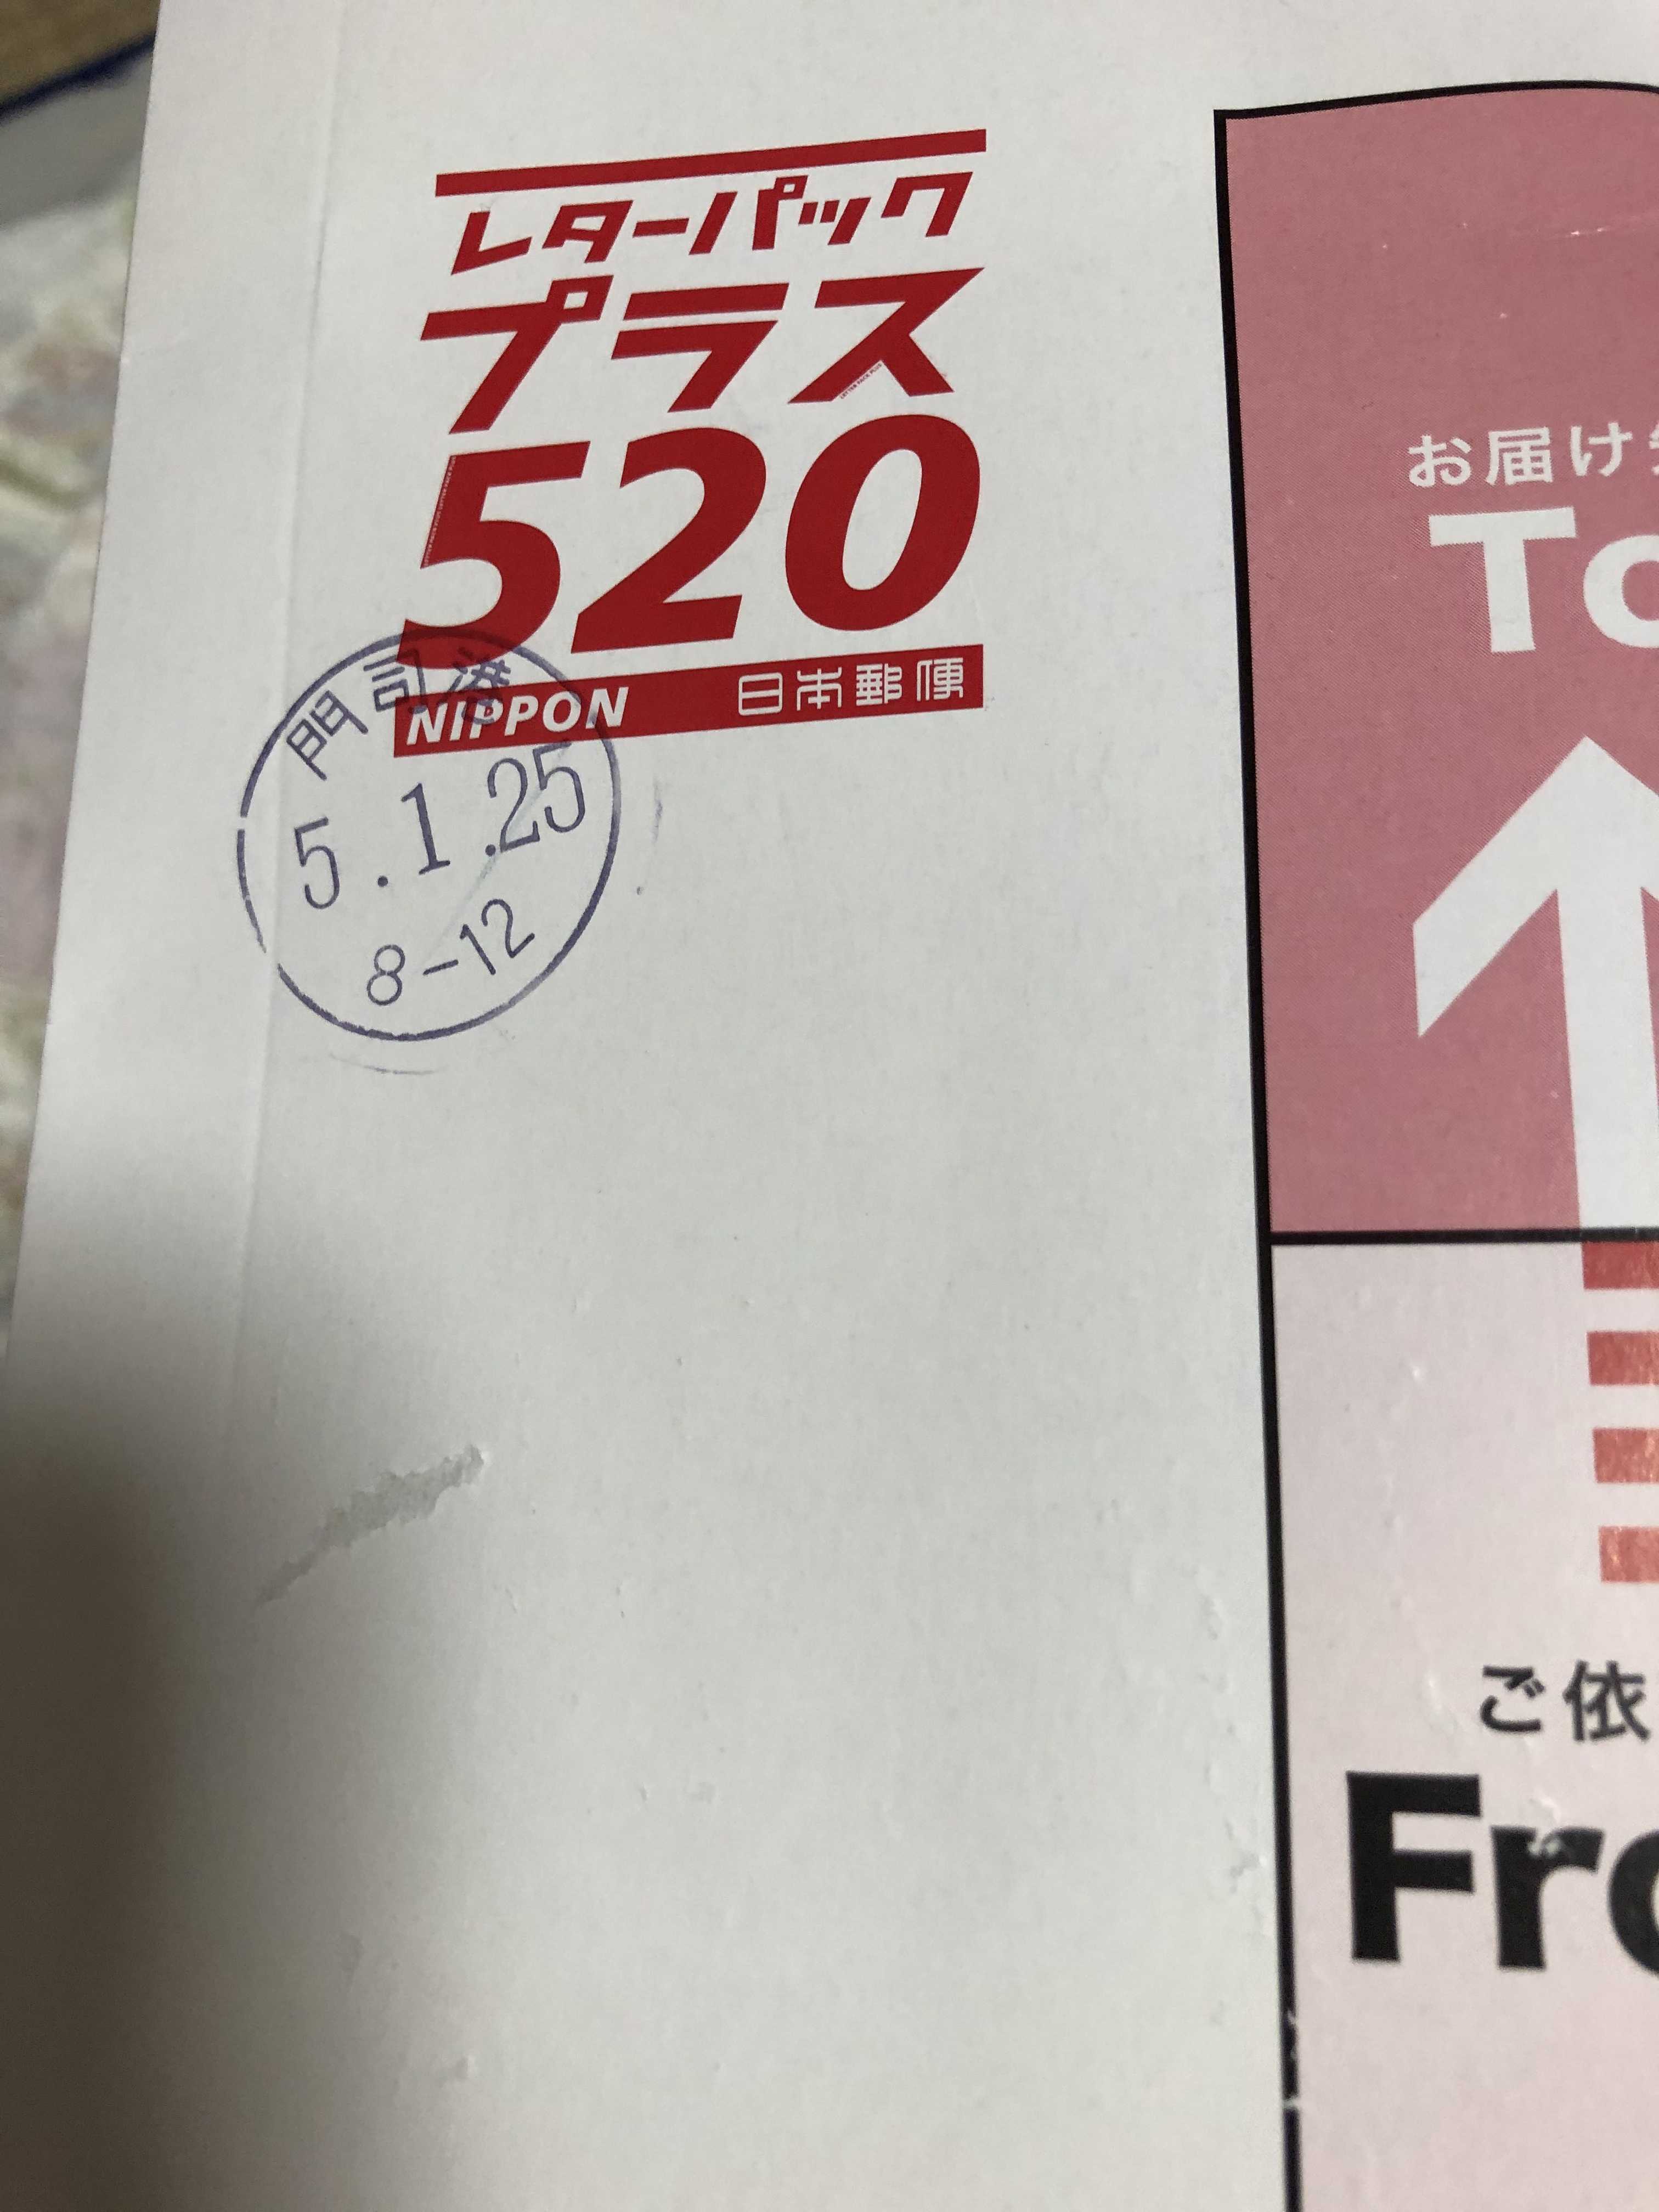 レターパック
プラス
520
NIPPON 日本郵便
門司港
5.1.25
8-12
お届け
To
ご依
Fro